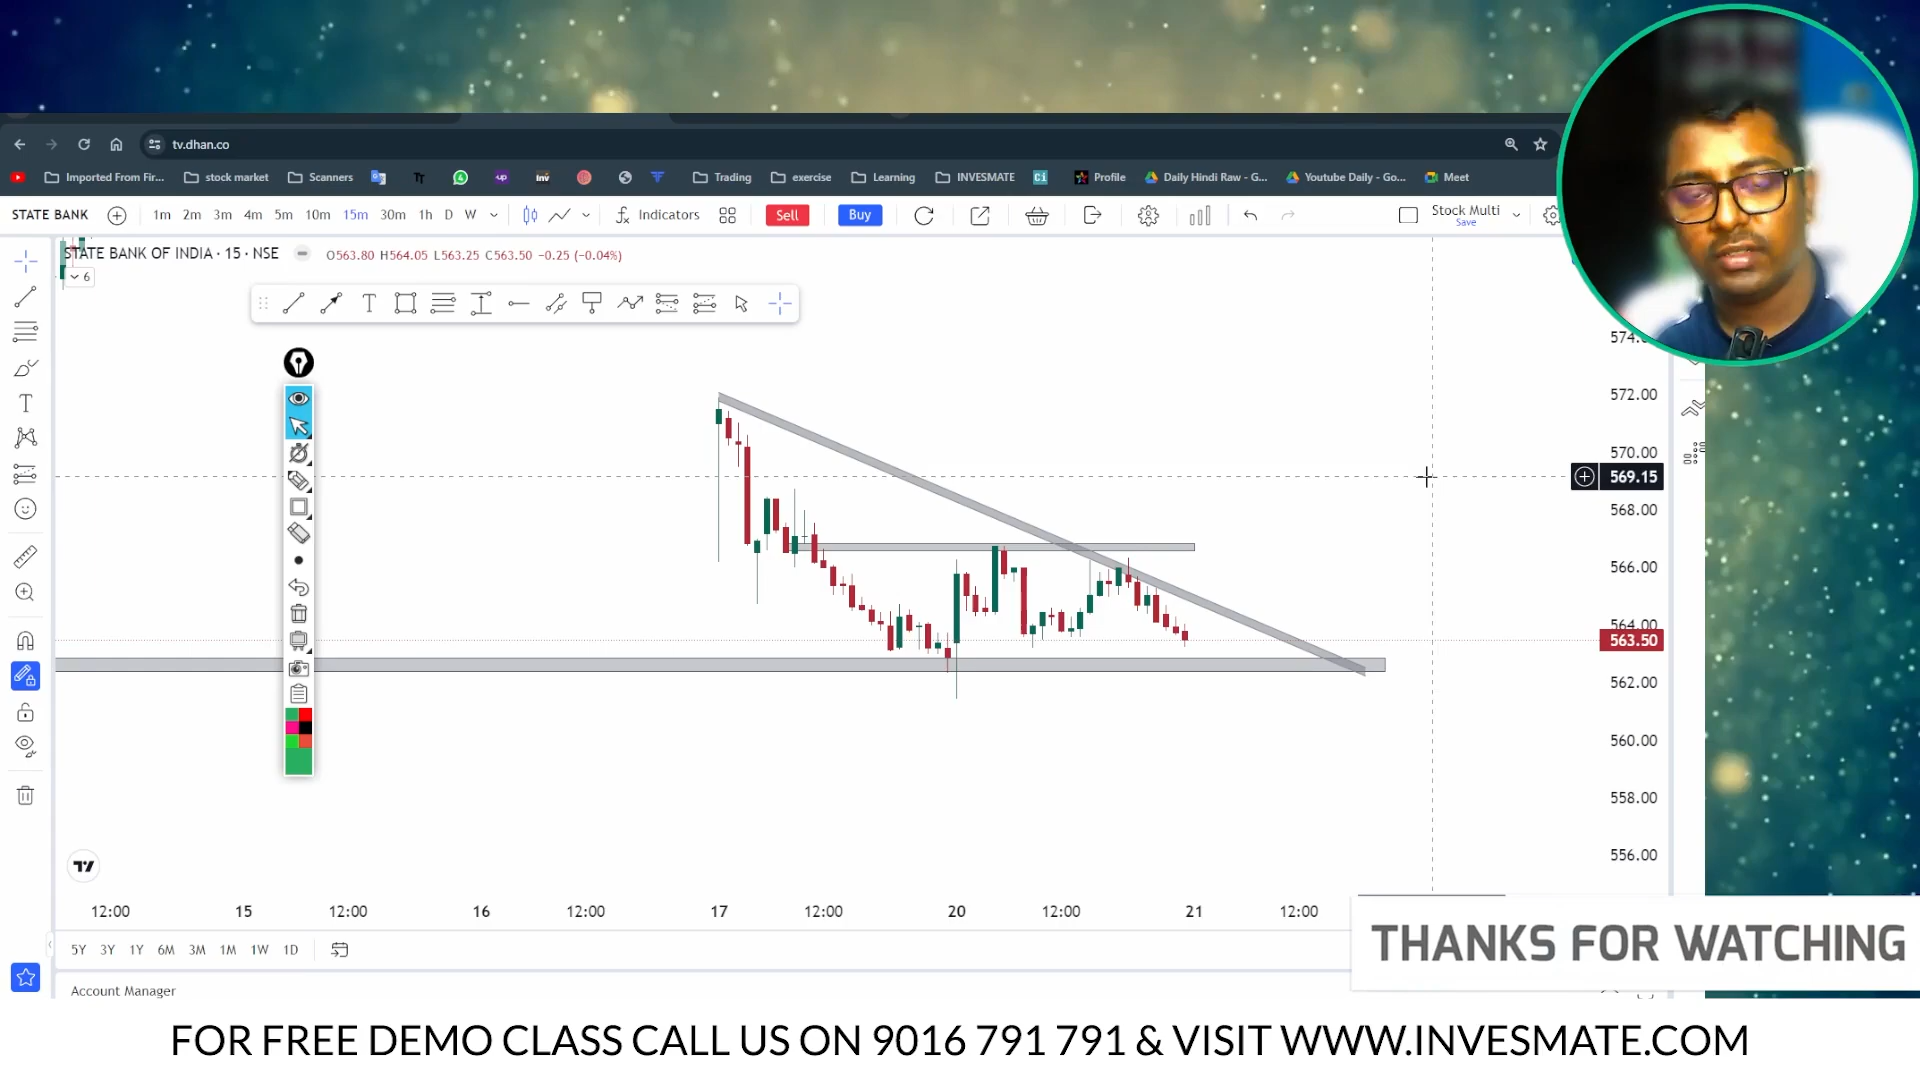 tv.dhan.co
Imported From Fir... stock market Scanners Trading exercise Learning INVESMATE Profile Daily Hindi Raw - G... Youtube Daily - Go... Meet
STATE BANK 1m 2m 3m 4m 5m 10m 15m 30m 1h D W Indicators Sell Buy Stock Multi
Save
STATE BANK OF INDIA · 15 · NSE O563.80 H564.05 L563.25 C563.50 −0.25 (−0.04%)
6
572.00
570.00
569.15
568.00
566.00
564.00
563.50
562.00
560.00
558.00
556.00
12:00 15 12:00 16 12:00 17 12:00 20 12:00 21 12:00
5Y 3Y 1Y 6M 3M 1M 1W 1D
THANKS FOR WATCHING
Account Manager
FOR FREE DEMO CLASS CALL US ON 9016 791 791 & VISIT WWW.INVESMATE.COM